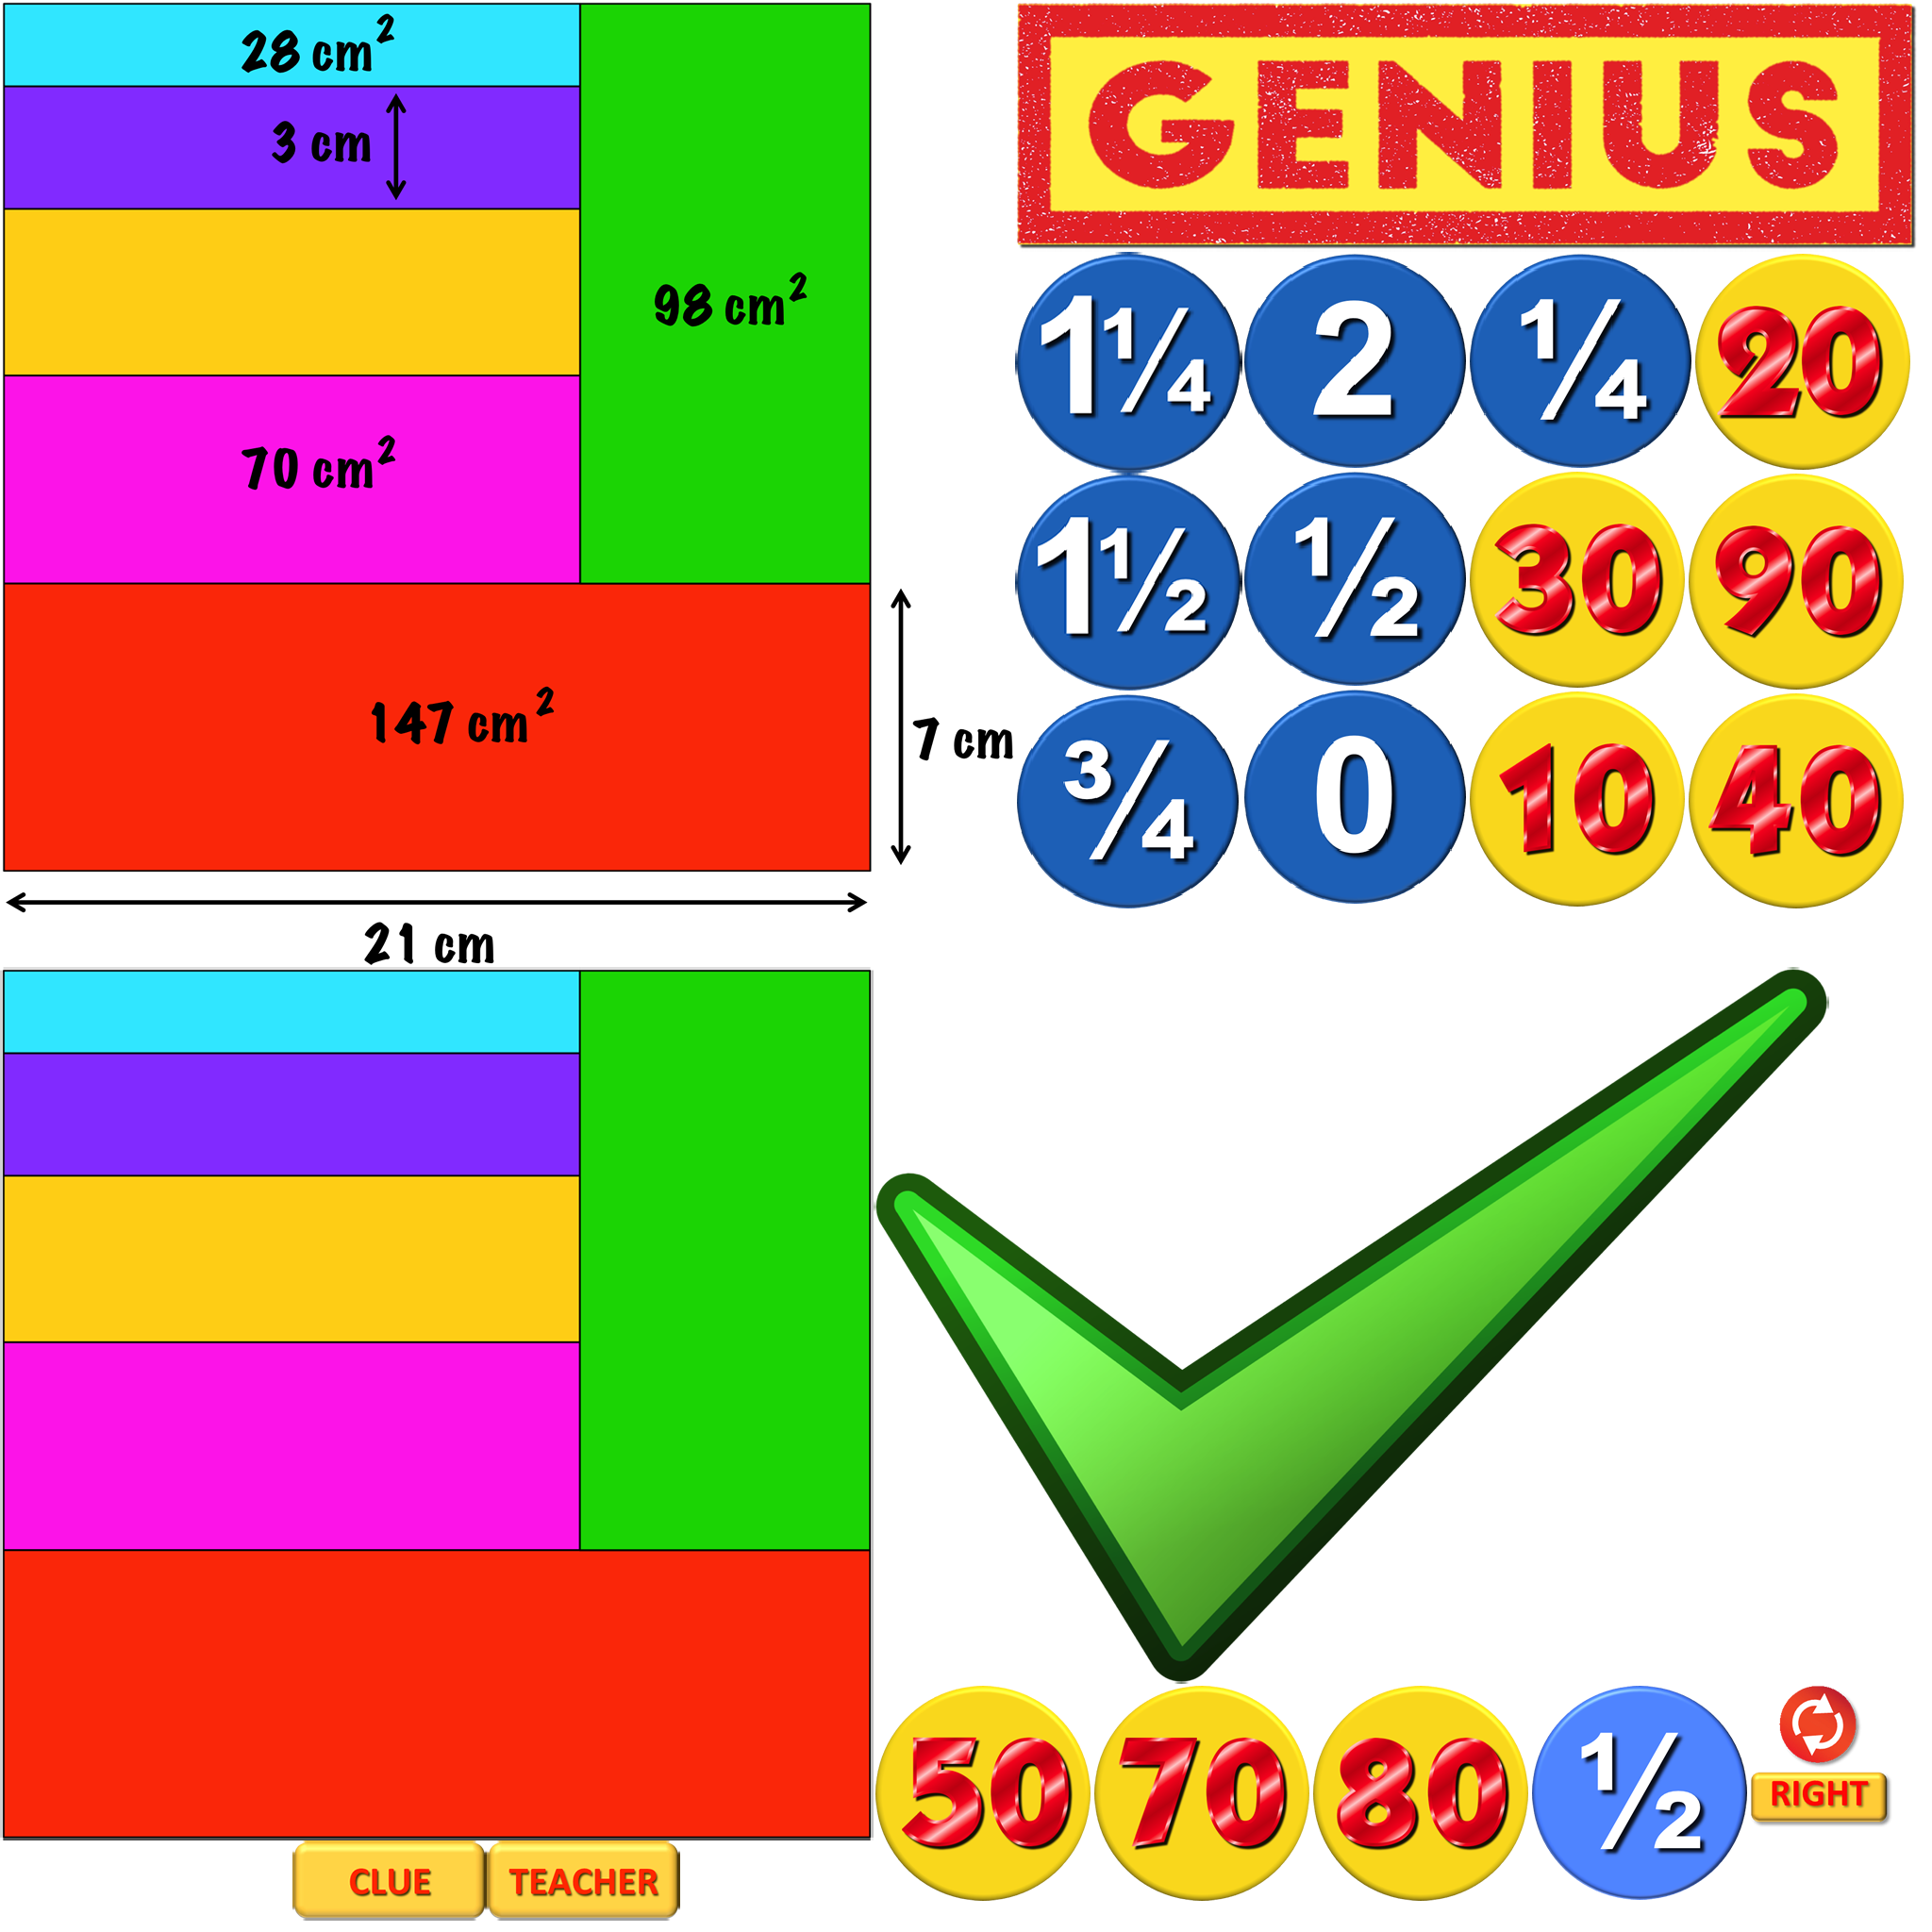 28 cm²
3 cm
98 cm²
70 cm²
147 cm²
7 cm
21 cm
GENIUS
1¼ 2 ¼ 20
1½ ½ 30 90
¾ 0 10 40
50 70 80 ½
RIGHT
CLUE TEACHER